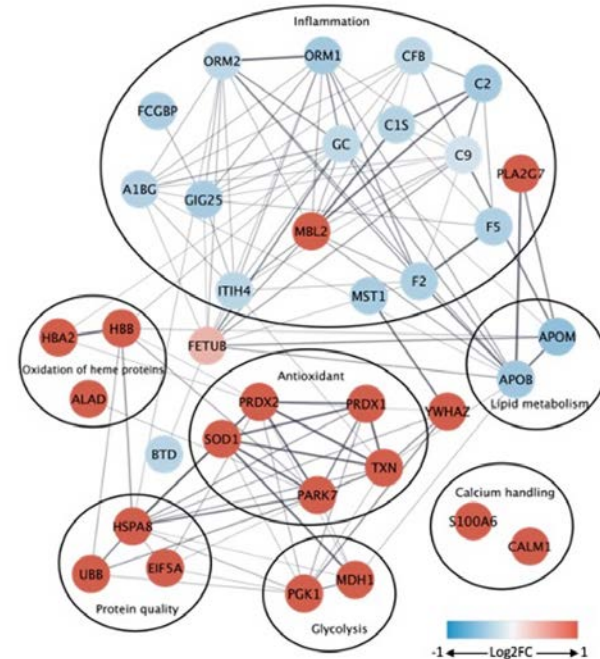 Inflammation
ORM2
ORM1
CFB
C2
FCGBP
C1S
GC
C9
PLA2G7
A1BG
GIG25
MBL2
F5
ITIH4
MST1
F2
HBA2
HBB
FETUB
APOM
Oxidation of heme proteins
APOB
Antioxidant
Lipid metabolism
ALAD
PRDX2
PRDX1
YWHAZ
SOD1
BTD
TXN
PARK7
Calcium handling
S100A6
HSPA8
CALM1
UBB
EIF5A
MDH1
PGK1
Protein quality
Glycolysis
-1 Log2FC 1